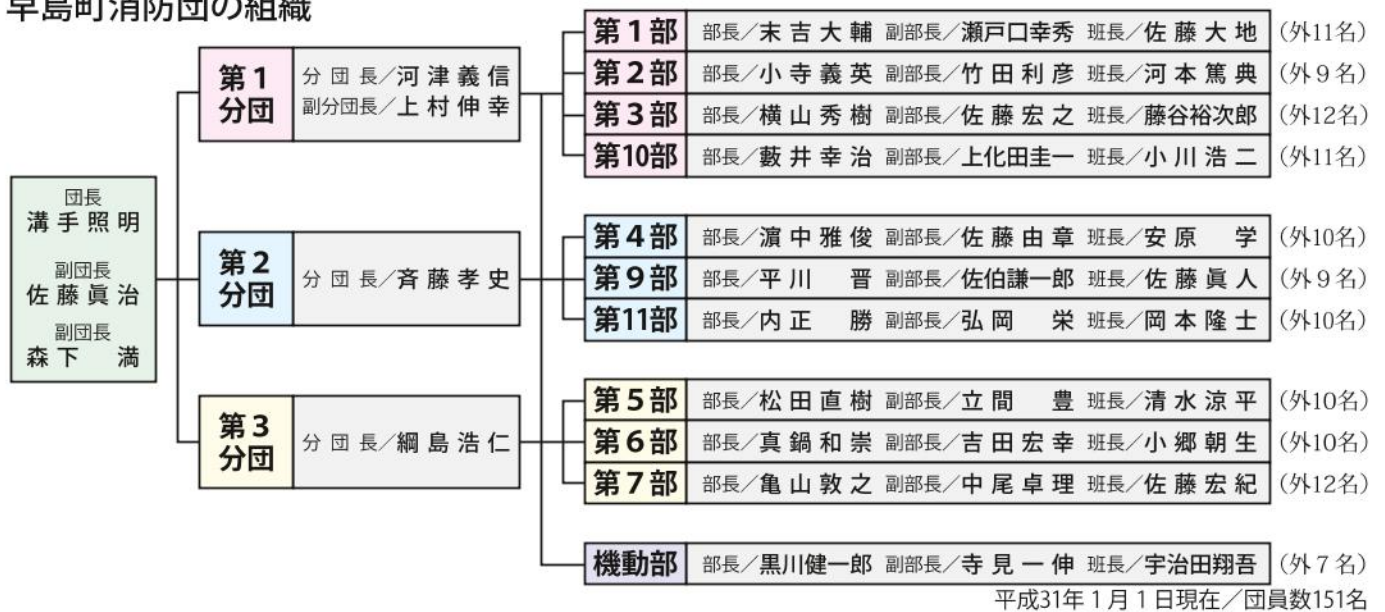 早島町消防団の組織
団長
溝手照明
副団長
佐藤眞治
副団長
森下 満
第1分団
分団長／河津義信
副分団長／上村伸幸
第1部 部長／末吉大輔 副部長／瀬戸口幸秀 班長／佐藤大地 (外11名)
第2部 部長／小寺義英 副部長／竹田利彦 班長／河本篤典 (外9名)
第3部 部長／横山秀樹 副部長／佐藤宏之 班長／藤谷裕次郎 (外12名)
第10部 部長／藪井幸治 副部長／上化田圭一 班長／小川浩二 (外11名)
第2分団
分団長／斉藤孝史
第4部 部長／濵中雅俊 副部長／佐藤由章 班長／安原 学 (外10名)
第9部 部長／平川 晋 副部長／佐伯謙一郎 班長／佐藤眞人 (外9名)
第11部 部長／内正 勝 副部長／弘岡 栄 班長／岡本隆士 (外10名)
第3分団
分団長／綱島浩仁
第5部 部長／松田直樹 副部長／立間 豊 班長／清水涼平 (外10名)
第6部 部長／真鍋和崇 副部長／吉田宏幸 班長／小郷朝生 (外10名)
第7部 部長／亀山敦之 副部長／中尾卓理 班長／佐藤宏紀 (外12名)
機動部 部長／黒川健一郎 副部長／寺見一伸 班長／宇治田翔吾 (外7名)
平成31年1月1日現在／団員数151名